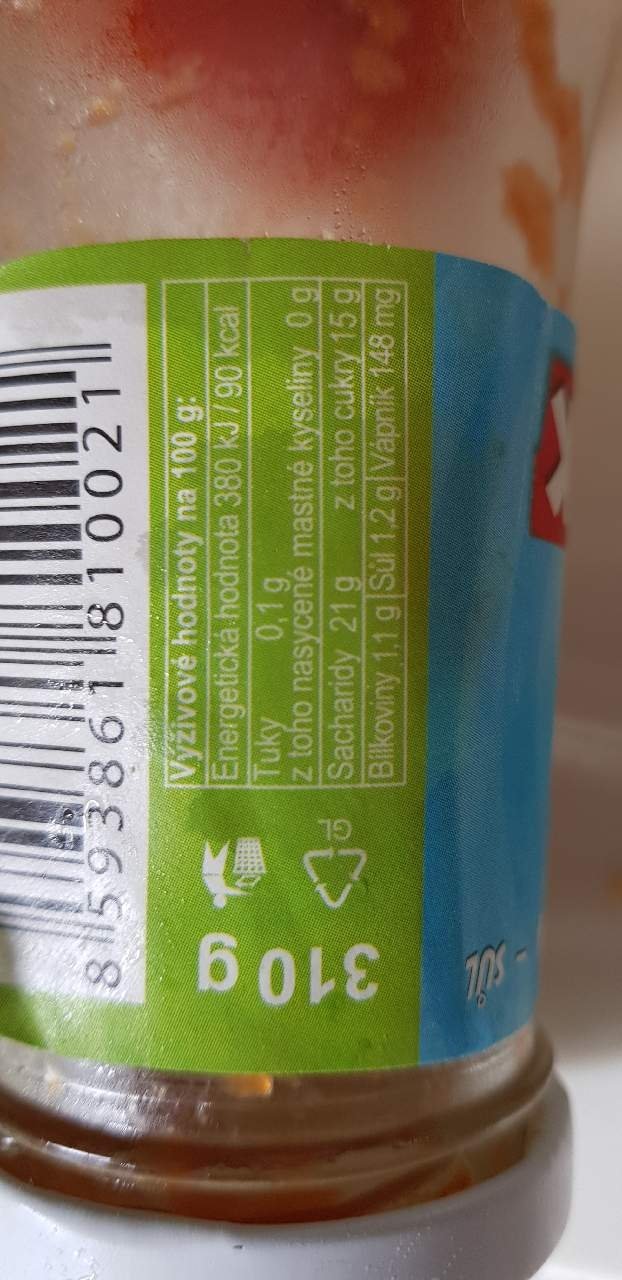 Výživové hodnoty na 100 g:
Energetická hodnota 380 kJ / 90 kcal
Tuky 0,1 g
z toho nasycené mastné kyseliny 0 g
Sacharidy 21 g z toho cukry 15 g
Bílkoviny 1,1 g Sůl 1,2 g Vápník 148 mg
8 593861 810021
310 g
GL
- SŮL